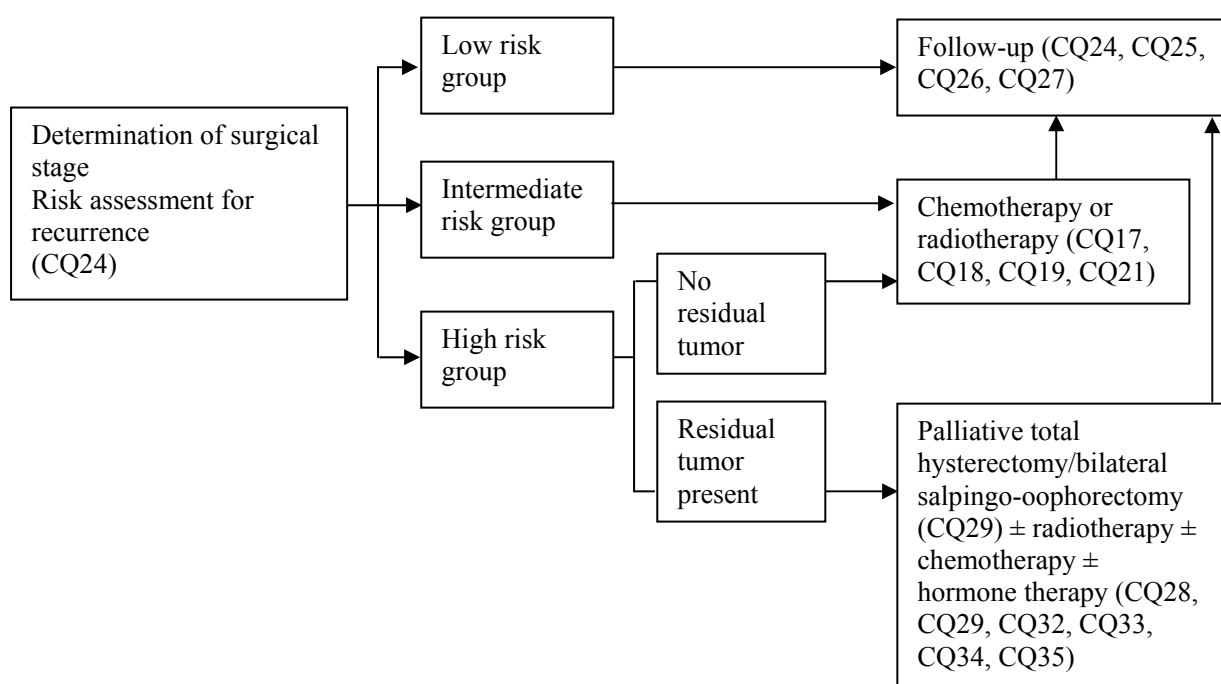 Determination of surgical
stage
Risk assessment for
recurrence
(CQ24)
Low risk
group
Follow-up (CQ24, CQ25,
CQ26, CQ27)
Intermediate
risk group
Chemotherapy or
radiotherapy (CQ17,
CQ18, CQ19, CQ21)
High risk
group
No
residual
tumor
Residual
tumor
present
Palliative total
hysterectomy/bilateral
salpingo-oophorectomy
(CQ29) ± radiotherapy ±
chemotherapy ±
hormone therapy (CQ28,
CQ29, CQ32, CQ33,
CQ34, CQ35)